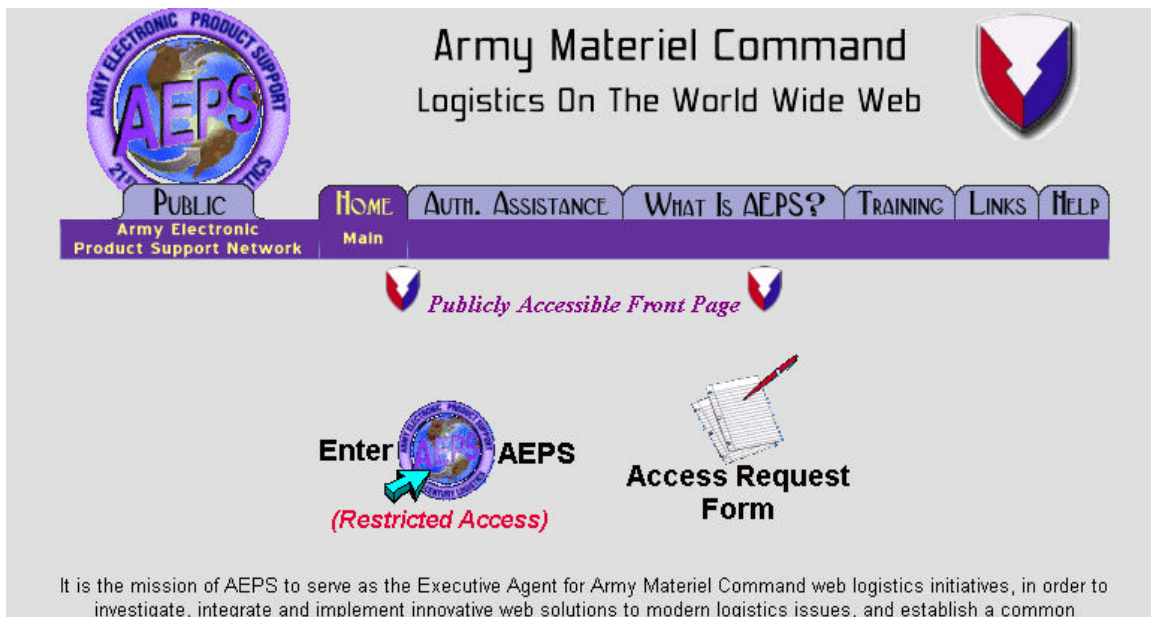 ARMY ELECTRONIC PRODUCT SUPPORT
AEPS
21ST
Army Materiel Command
Logistics On The World Wide Web
PUBLIC
HOME
AUTH. ASSISTANCE
WHAT IS AEPS?
TRAINING
LINKS
HELP
Army Electronic
Product Support Network
Main
Publicly Accessible Front Page
Enter
AEPS
AEPS
(Restricted Access)
Access Request
Form
It is the mission of AEPS to serve as the Executive Agent for Army Materiel Command web logistics initiatives, in order to
investigate, integrate and implement innovative web solutions to modern logistics issues, and establish a common